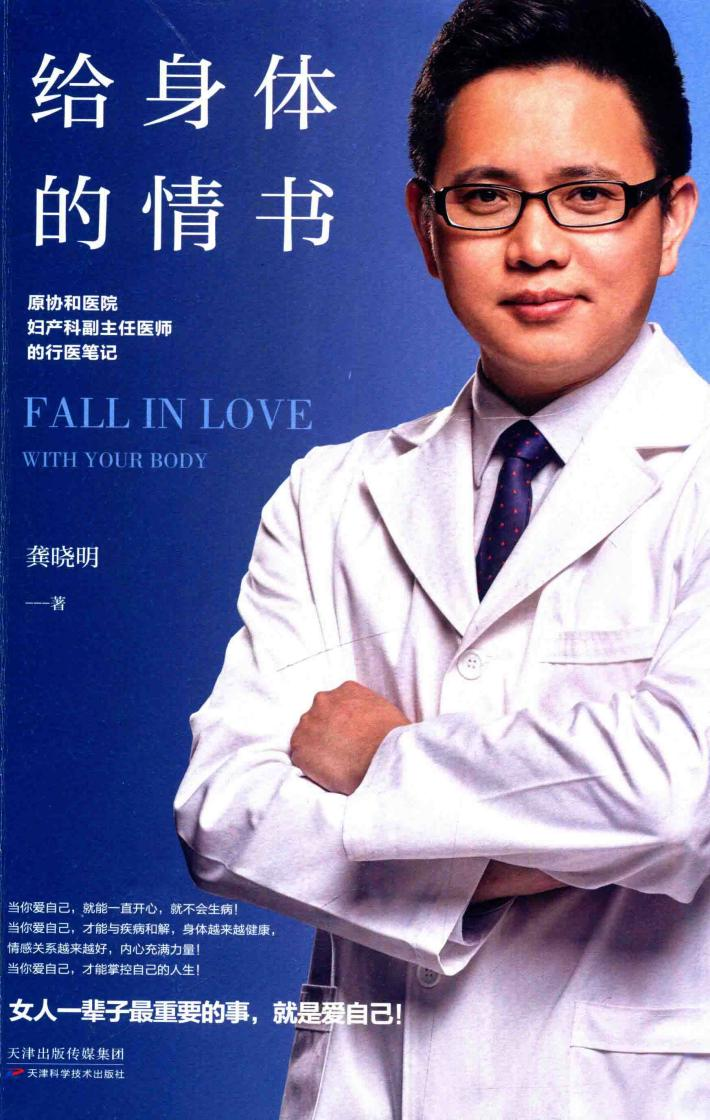 给身体
的情书
原协和医院
妇产科副主任医师
的行医笔记
FALL IN LOVE
WITH YOUR BODY
龚晓明
——著
当你爱自己，就能一直开心，就不会生病！
当你爱自己，才能与疾病和解，身体越来越健康，
情感关系越来越好，内心充满力量！
当你爱自己，才能掌控自己的人生！
女人一辈子最重要的事，就是爱自己！
天津出版传媒集团
天津科学技术出版社